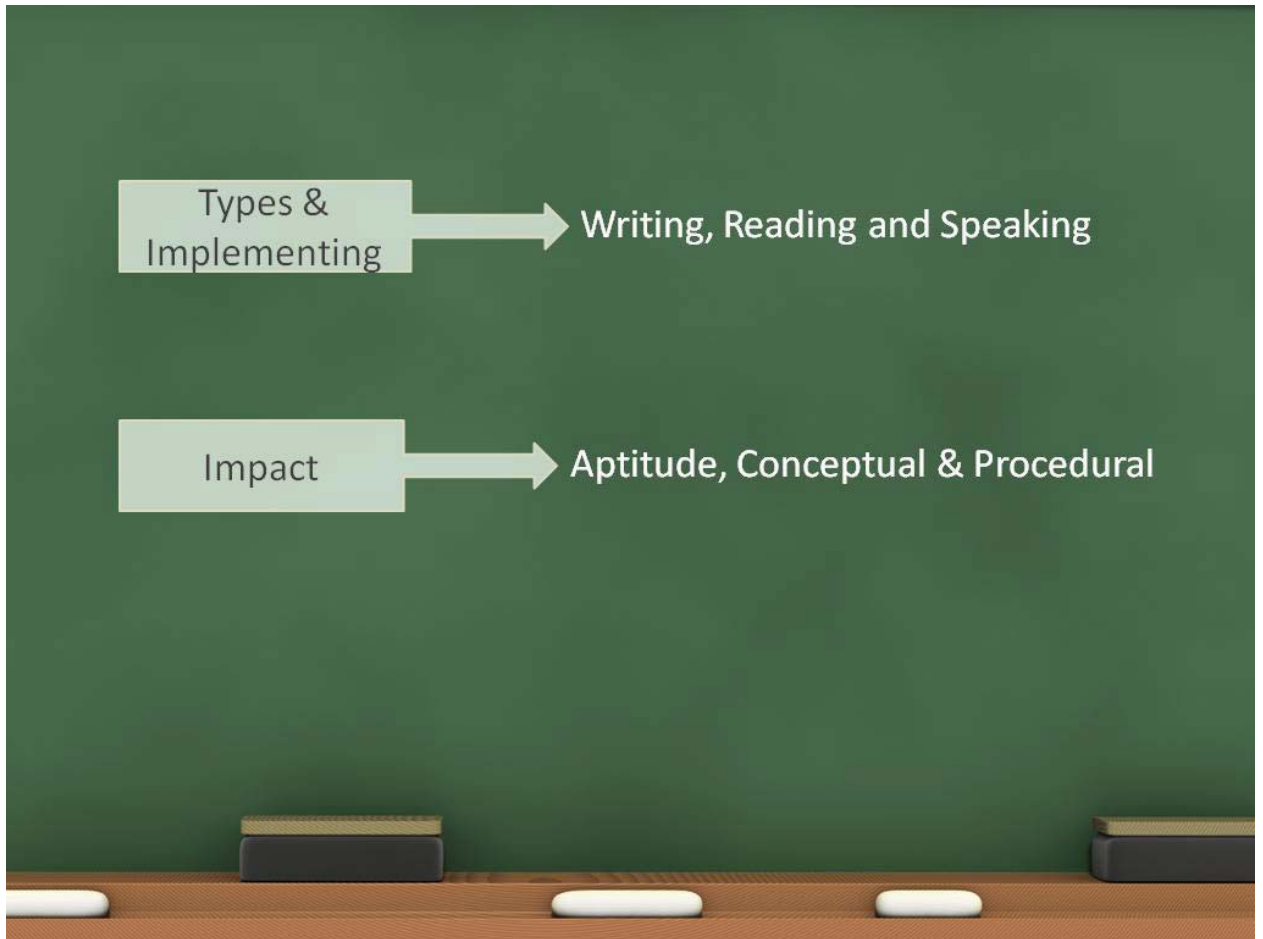 Types &
Implementing
Writing, Reading and Speaking
Impact
Aptitude, Conceptual & Procedural